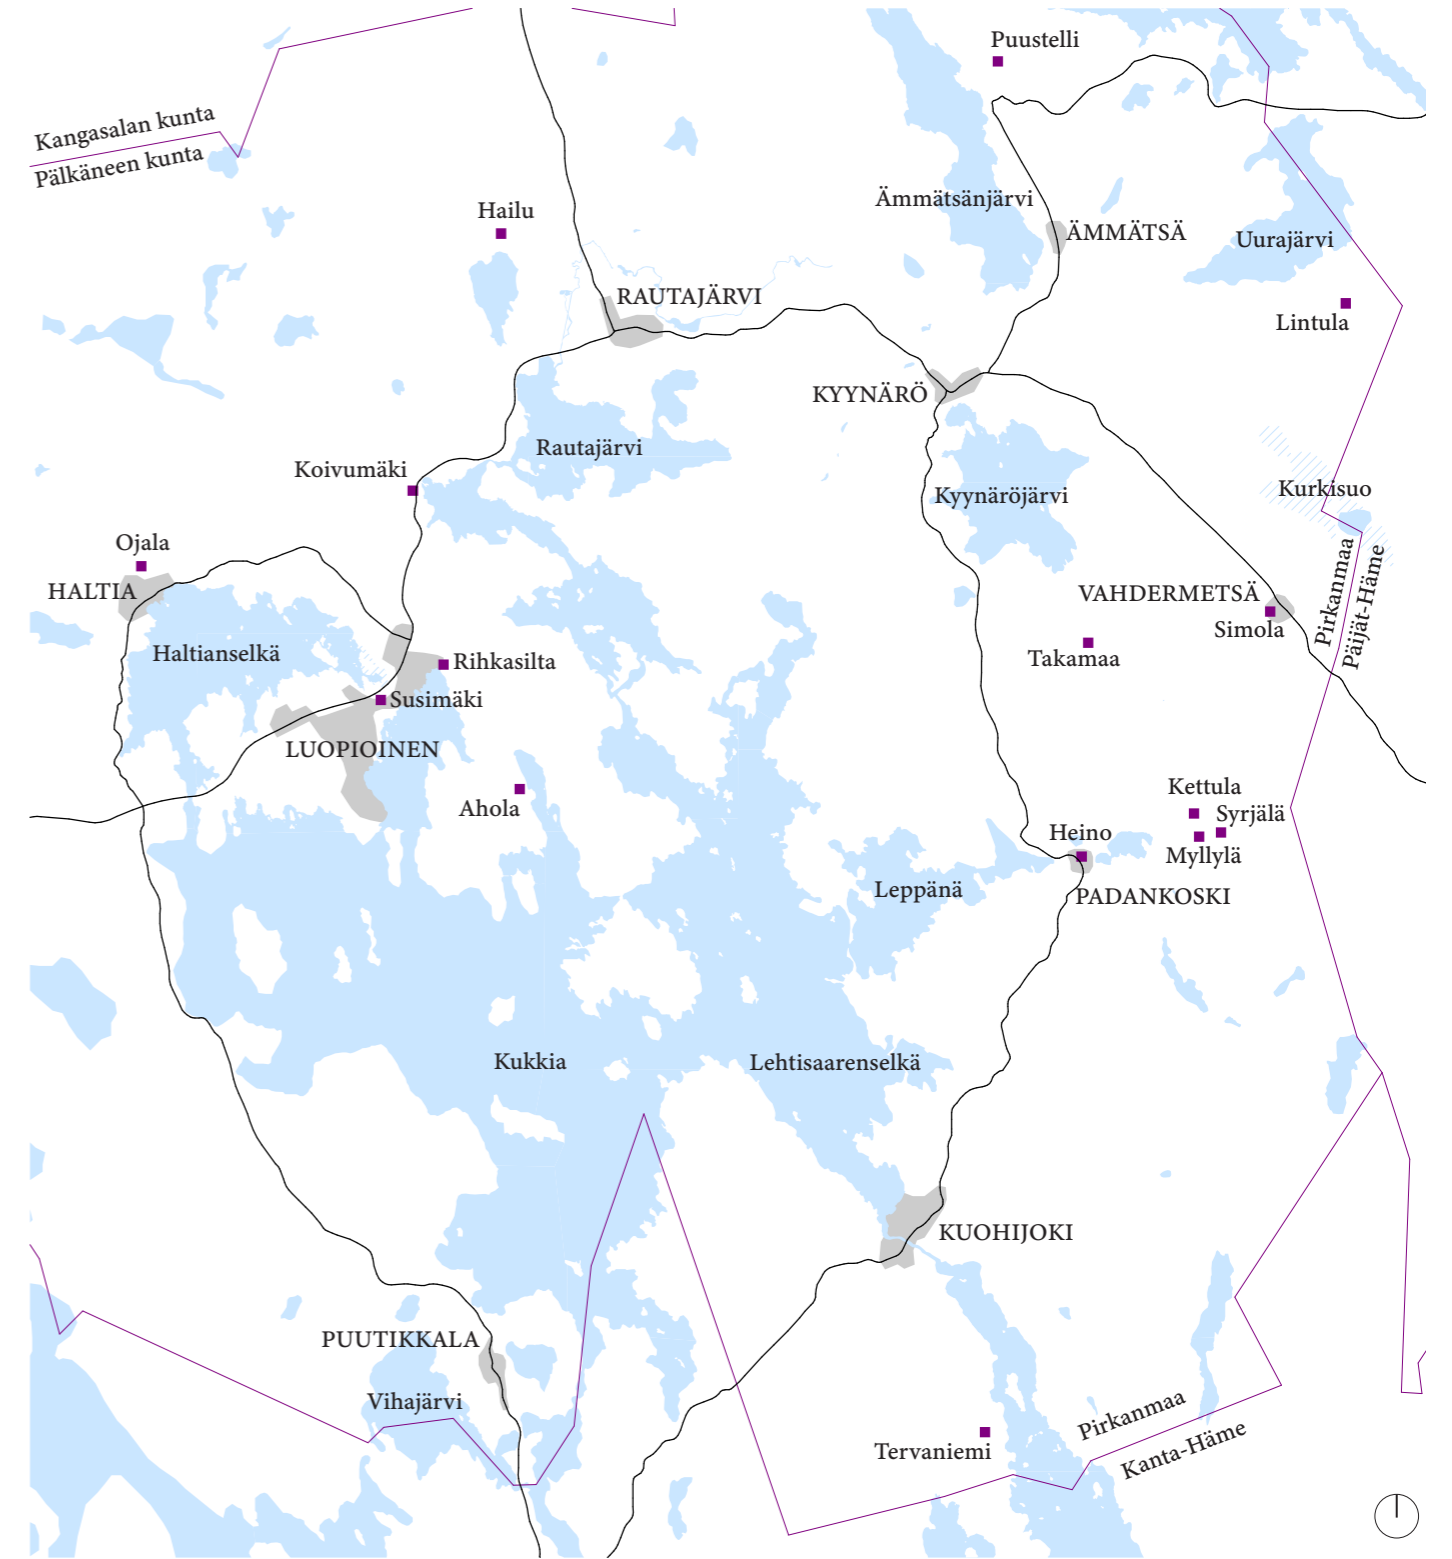 Puustelli
Kangasalan kunta
Pälkäneen kunta
Ämmätsänjärvi
Hailu
ÄMMÄTSÄ
Uurajärvi
RAUTAJÄRVI
Lintula
KYYNÄRÖ
Rautajärvi
Koivumäki
Kurkisuo
Kyynäröjärvi
Ojala
HALTIA
VAHDERMETSÄ
Pirkanmaa
Päijät-Häme
Simola
Haltianselkä
Rihkasilta
Takamaa
Susimäki
LUOPIOINEN
Kettula
Ahola
Syrjälä
Heino
Myllylä
Leppänä
PADANKOSKI
Kukkia
Lehtisaarenselkä
KUOHIJOKI
PUUTIKKALA
Vihajärvi
Pirkanmaa
Kanta-Häme
Tervaniemi